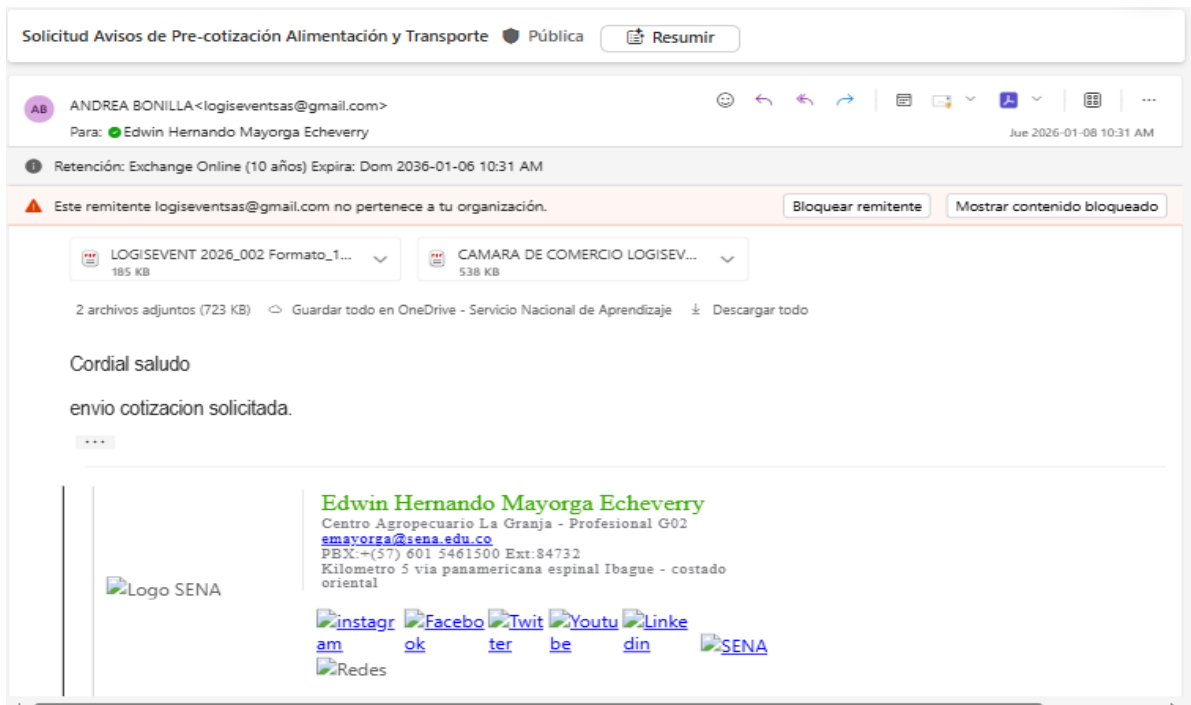 Solicitud Avisos de Pre-cotización Alimentación y Transporte Pública Resumir
AB
ANDREA BONILLA<logiseventsas@gmail.com>
Para: Edwin Hernando Mayorga Echeverry
Jue 2026-01-08 10:31 AM
Retención: Exchange Online (10 años) Expira: Dom 2036-01-06 10:31 AM
Este remitente logiseventsas@gmail.com no pertenece a tu organización. Bloquear remitente Mostrar contenido bloqueado
LOGISEVENT 2026_002 Formato_1...
185 KB
CAMARA DE COMERCIO LOGISEV...
538 KB
2 archivos adjuntos (723 KB) Guardar todo en OneDrive - Servicio Nacional de Aprendizaje Descargar todo
Cordial saludo
envio cotizacion solicitada.
...
Edwin Hernando Mayorga Echeverry
Centro Agropecuario La Granja - Profesional G02
emayorga@sena.edu.co
PBX:+(57) 601 5461500 Ext:84732
Kilometro 5 via panamericana espinal Ibague - costado
oriental
Logo SENA
instagr
am
Facebo
ok
Twit
ter
Youtu
be
Linke
din
SENA
Redes